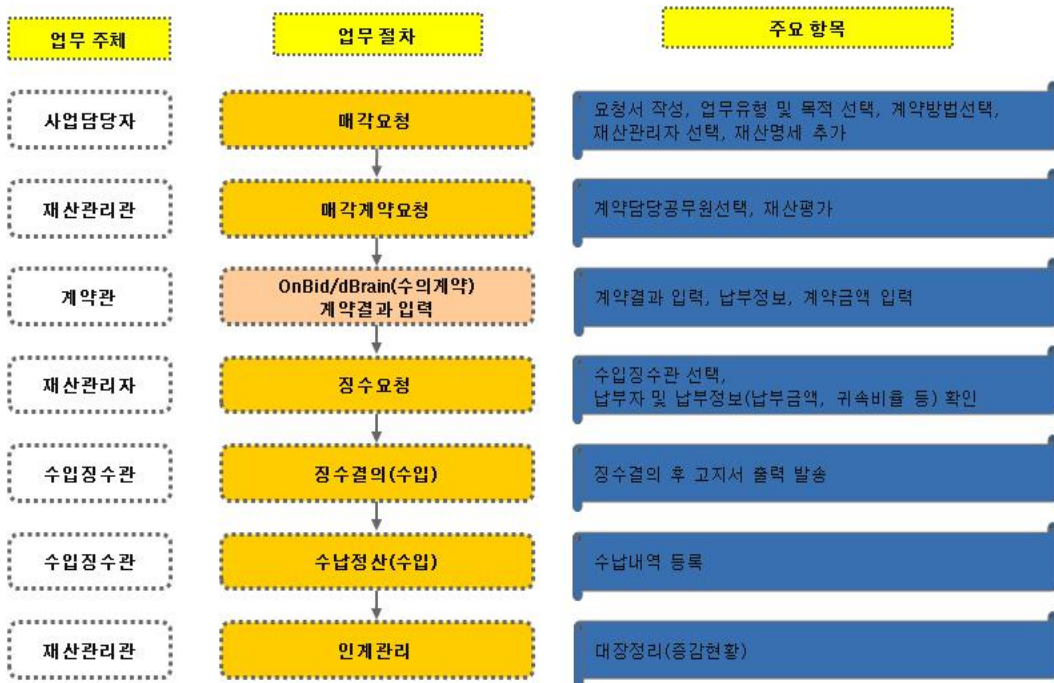 업무 주체
업무 절차
주요 항목
사업담당자
매각요청
요청서 작성, 업무유형 및 목적 선택, 계약방법선택,
재산관리자 선택, 재산명세 추가
재산관리관
매각계약요청
계약담당공무원선택, 재산평가
계약관
OnBid/dBrain(수의계약)
계약결과 입력
계약결과 입력, 납부정보, 계약금액 입력
재산관리자
징수요청
수입징수관 선택,
납부자 및 납부정보(납부금액, 귀속비율 등) 확인
수입징수관
징수결의(수입)
징수결의 후 고지서 출력 발송
수입징수관
수납정산(수입)
수납내역 등록
재산관리관
인계관리
대장정리(증감현황)